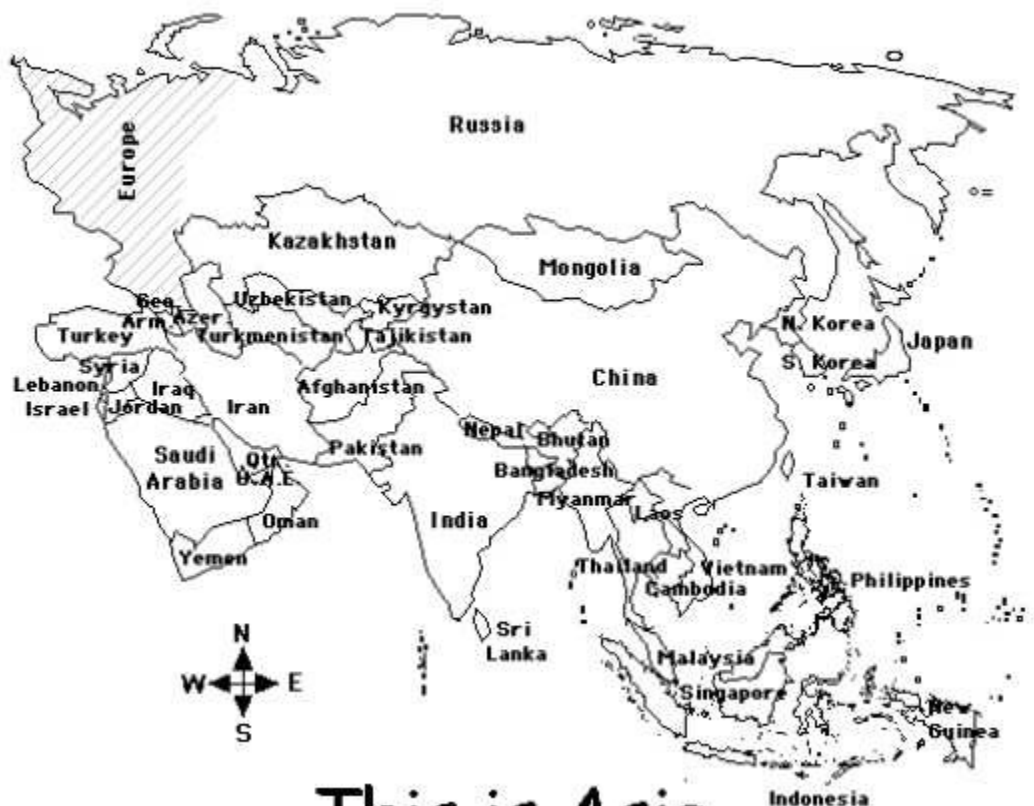 Russia
Europe
Kazakhstan
Mongolia
Geo
Uzbekistan
Kyrgystan
Arm
Azer
Turkey
Turkmenistan
Tajikistan
N. Korea
Japan
S. Korea
Syria
Lebanon
Iraq
Afghanistan
China
Israel
Jordan
Iran
Nepal
Bhutan
Pakistan
Saudi
Arabia
Qtr.
U.A.E.
Bangladesh
Taiwan
Myanmar
Laos
India
Oman
Yemen
Thailand
Vietnam
Cambodia
Philippines
Sri
Lanka
N
W
E
S
Malaysia
Singapore
New
Guinea
Indonesia
This is Asia